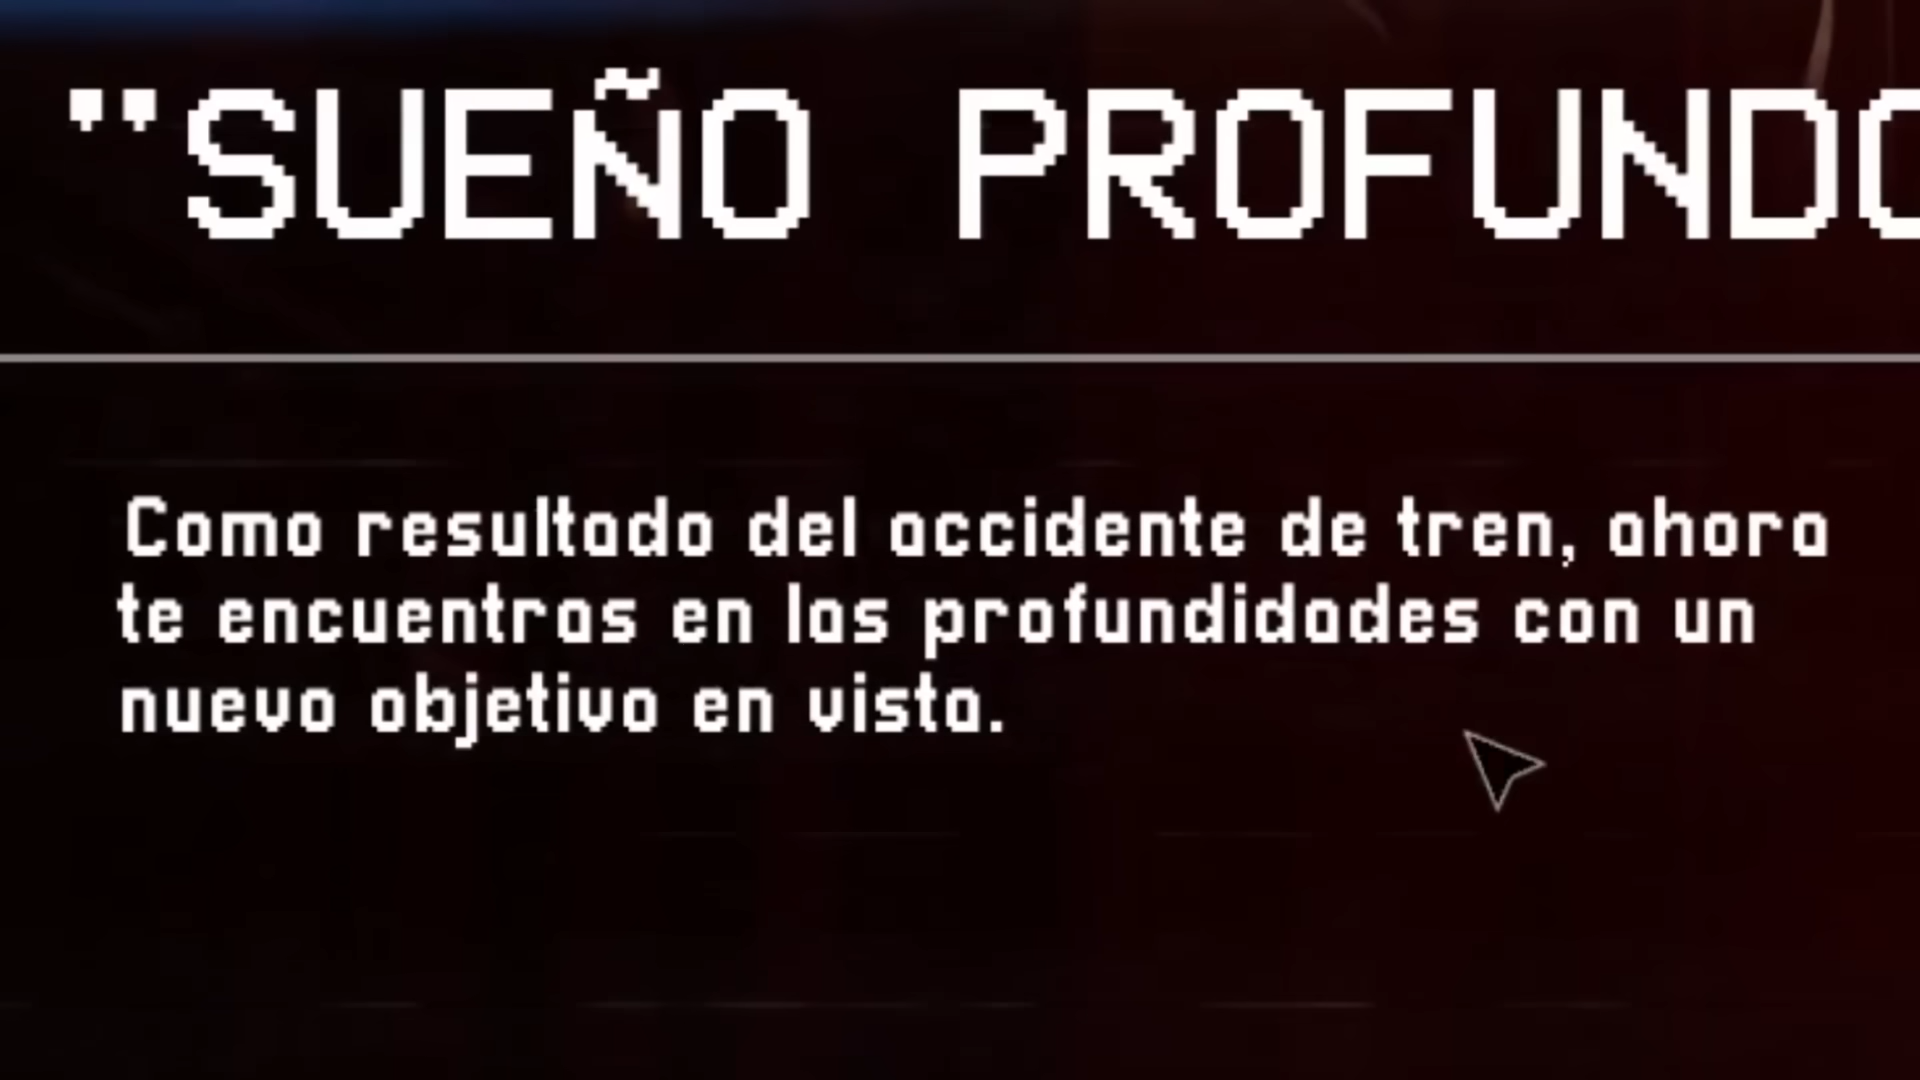 "SUEÑO PROFUNDO
Como resultado del accidente de tren, ahora
te encuentras en las profundidades con un
nuevo objetivo en vista.